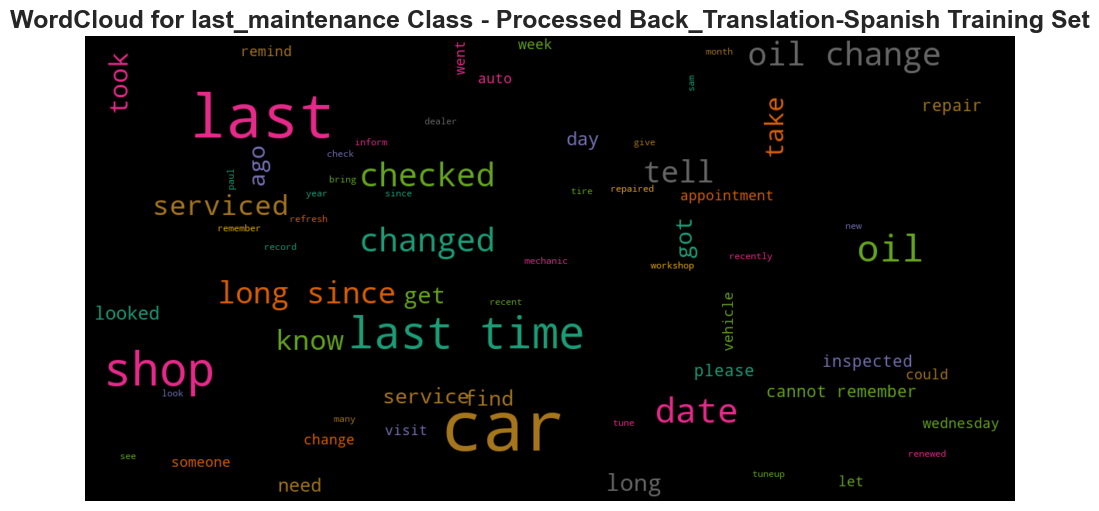 WordCloud for last_maintenance Class - Processed Back_Translation-Spanish Training Set
took
remind
went
week
auto
month
sam
oil change
last
dealer
take
repair
inform
day
give
ago
check
checked
tell
paul
bring
year
since
tire
repaired
appointment
serviced
refresh
remember
record
changed
got
new
oil
mechanic
workshop
recently
long since
get
recent
vehicle
looked
know
last time
shop
look
please
inspected
could
service
find
car
date
cannot remember
many
change
visit
tune
wednesday
see
someone
renewed
need
long
tuneup
let